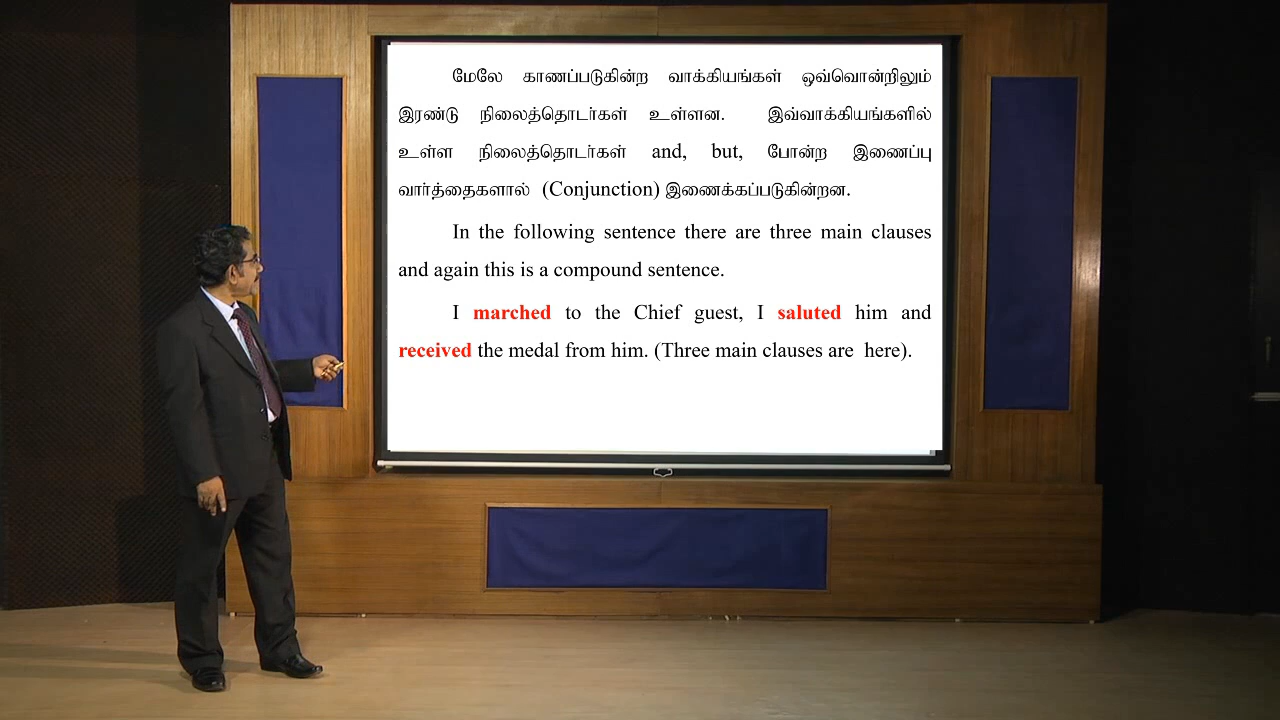 மேலே காணப்படுகின்ற வாக்கியங்கள் ஒவ்வொன்றிலும்
இரண்டு நிலைத்தொடர்கள் உள்ளன. இவ்வாக்கியங்களில்
உள்ள நிலைத்தொடர்கள் and, but, போன்ற இணைப்பு
வார்த்தைகளால் (Conjunction) இணைக்கப்படுகின்றன.
In the following sentence there are three main clauses
and again this is a compound sentence.
I marched to the Chief guest, I saluted him and
received the medal from him. (Three main clauses are here).